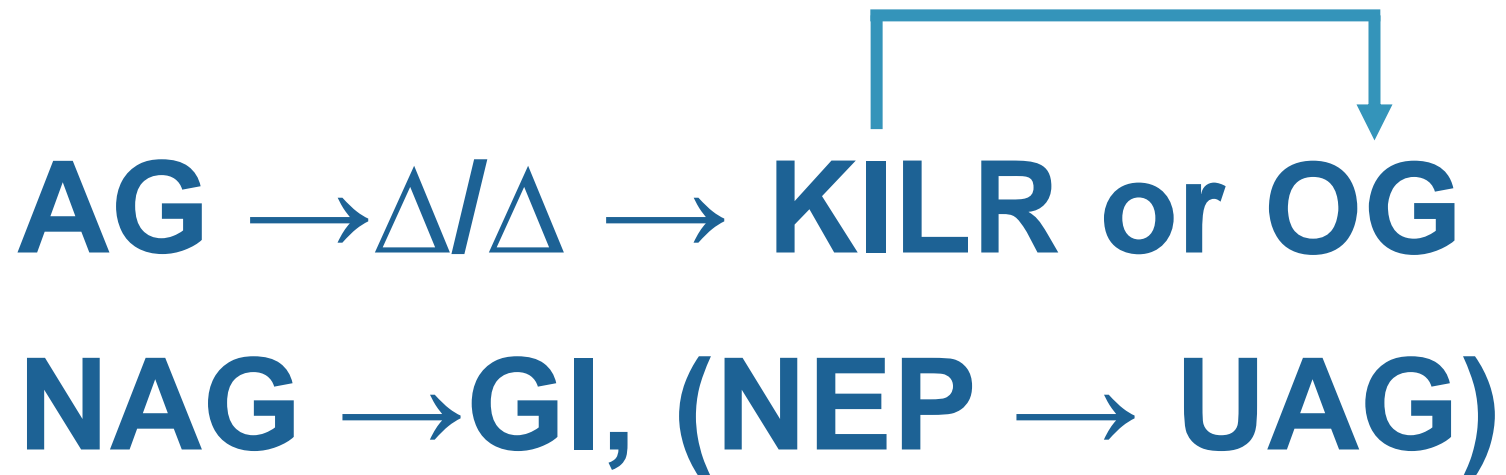 AG →Δ/Δ → KILR or OG
NAG →GI, (NEP → UAG)